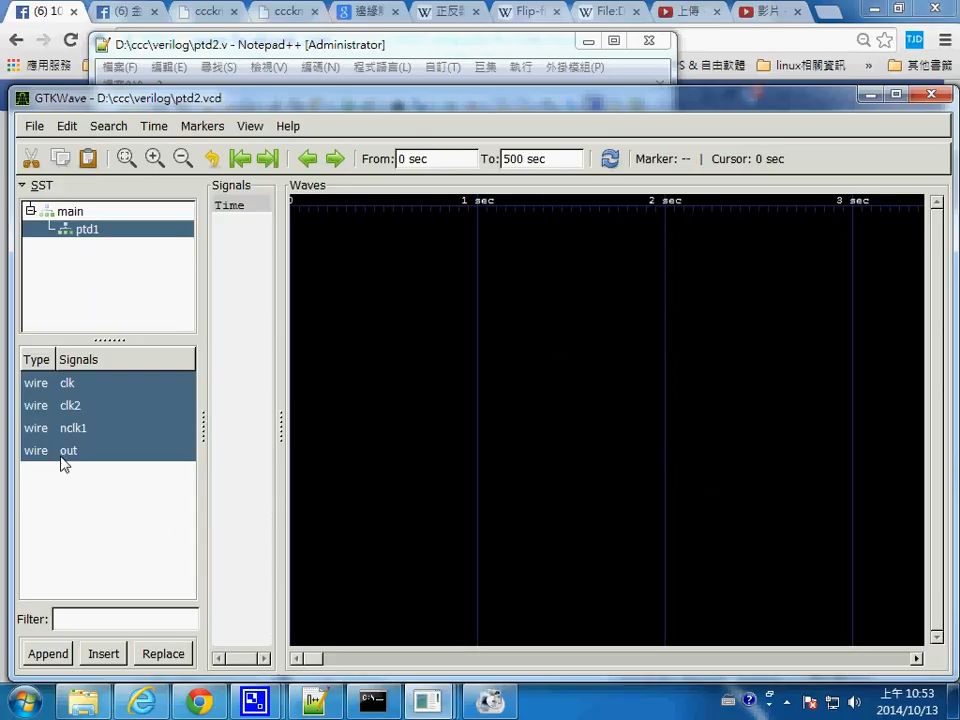 (6) 10
(6) 金
cccknm
cccknm
邊緣
正反
Flip-f
File:D
上傳
影片 -
D:\ccc\verilog\ptd2.v - Notepad++ [Administrator]
TJD
檔案(F) 編輯(E) 尋找(S) 檢視(V) 編碼(N) 程式語言(L) 自訂(T) 巨集 執行 外掛模組(P)
應用服務
S & 自由軟體
linux相關資訊
»
其他書籤
GTKWave - D:\ccc\verilog\ptd2.vcd
File Edit Search Time Markers View Help
From: 0 sec To: 500 sec Marker: -- | Cursor: 0 sec
SST
Signals
Waves
main
ptd1
Time
0 1 sec 2 sec 3 sec
Type Signals
wire clk
wire clk2
wire nclk1
wire out
Filter:
Append Insert Replace
上午 10:53
2014/10/13